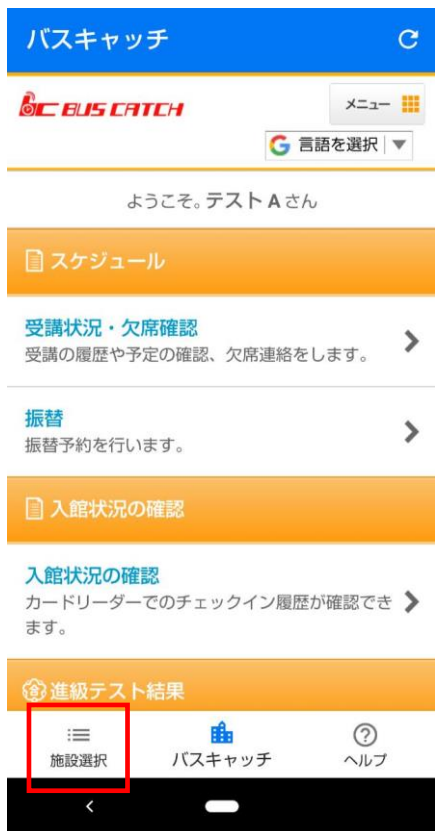 バスキャッチ
BUS CATCH
メニュー
言語を選択
ようこそ。テスト A さん
スケジュール
受講状況・欠席確認
受講の履歴や予定の確認、欠席連絡をします。
振替
振替予約を行います。
入館状況の確認
入館状況の確認
カードリーダーでのチェックイン履歴が確認でき
ます。
進級テスト結果
施設選択
バスキャッチ
ヘルプ